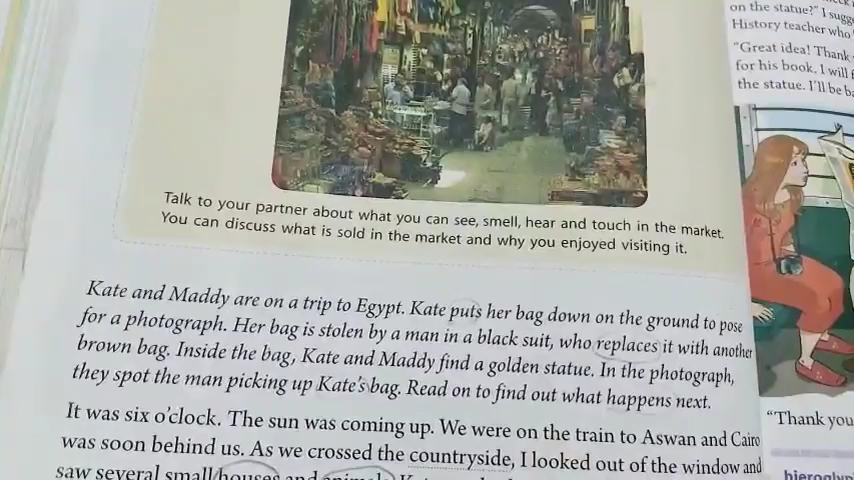 Talk to your partner about what you can see, smell, hear and touch in the market.
You can discuss what is sold in the market and why you enjoyed visiting it.
Kate and Maddy are on a trip to Egypt. Kate puts her bag down on the ground to pose
for a photograph. Her bag is stolen by a man in a black suit, who replaces it with another
brown bag. Inside the bag, Kate and Maddy find a golden statue. In the photograph,
they spot the man picking up Kate's bag. Read on to find out what happens next.
It was six o'clock. The sun was coming up. We were on the train to Aswan and Cairo
was soon behind us. As we crossed the countryside, I looked out of the window and
saw several small houses and animals.
on the statue?" I
History teacher who
"Great idea! Thank
for his book. I will
the statue. I'll be
"Thank you